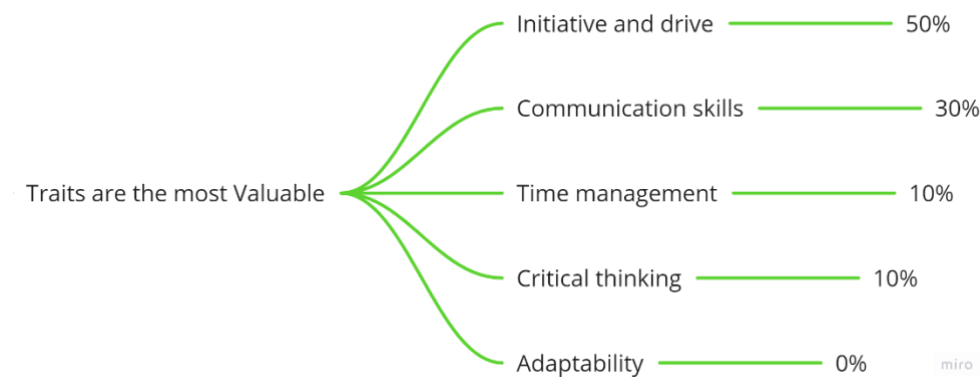 Initiative and drive 50%
Communication skills 30%
Traits are the most Valuable
Time management 10%
Critical thinking 10%
Adaptability 0%
miro